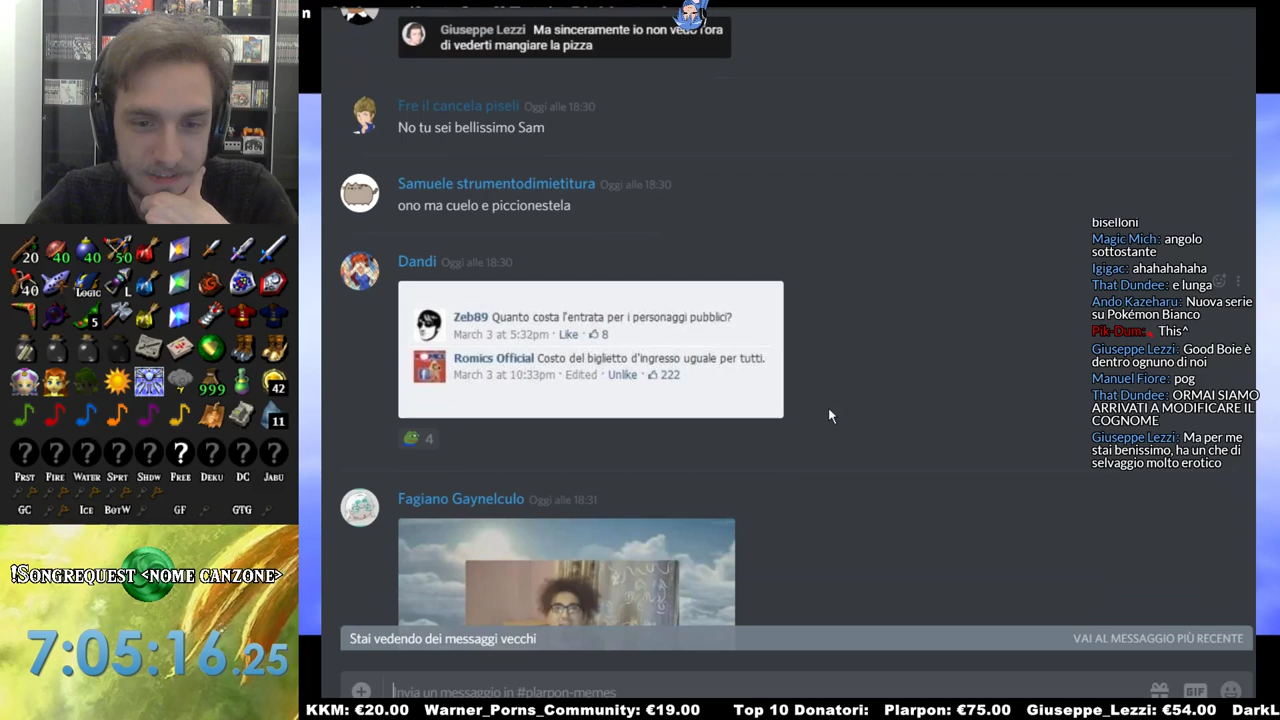 n
Giuseppe Lezzi Ma sinceramente io non vedo l'ora
di vederti mangiare la pizza
Fre il cancela piseli Oggi alle 18:30
No tu sei bellissimo Sam
Samuele strumentodimietitura Oggi alle 18:30
ono ma cuelo e piccionestela
Dandi Oggi alle 18:30
Zeb89 Quanto costa l'entrata per i personaggi pubblici?
March 3 at 5:32pm · Like · 8
Romics Official Costo del biglietto d'ingresso uguale per tutti.
March 3 at 10:33pm · Edited · Unlike · 222
4
Fagiano Gaynelculo Oggi alle 18:31
Stai vedendo dei messaggi vecchi
VAI AL MESSAGGIO PIÙ RECENTE
Invia un messaggio in #plarpon-memes
GIF
biselloni
Magic Mich: angolo
sottostante
Igigac: ahahahahaha
That Dundee: e lunga
Ando Kazeharu: Nuova serie
su Pokémon Bianco
Pik-Dum: This^
Giuseppe Lezzi: Good Boie è
dentro ognuno di noi
Manuel Fiore: pog
That Dundee: ORMAI SIAMO
ARRIVATI A MODIFICARE IL
COGNOME
Giuseppe Lezzi: Ma per me
stai benissimo, ha un che di
selvaggio molto erotico
20 40 40 50
40 LOGIC L
5
999 42
11
? ? ? ? ? ? ? ? ?
FRST FIRE WATER SPRT SHDW FREE DEKU DC JABU
GC ICE BOTW GF GTG
!SONGREQUEST <NOME CANZONE>
7:05:16.25
KKM: €20.00 Warner_Porns_Community: €19.00 Top 10 Donatori: Plarpon: €75.00 Giuseppe_Lezzi: €54.00 DarkL